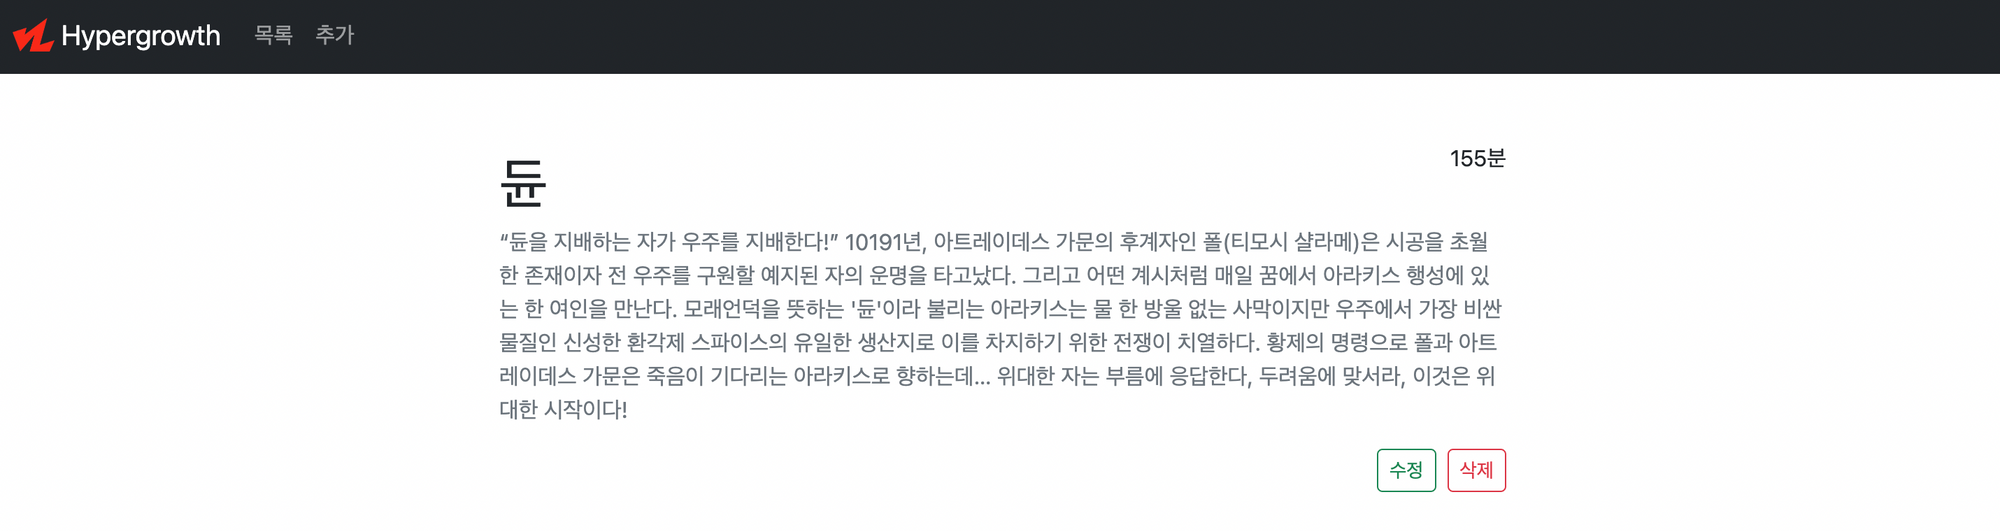 Hypergrowth 목록 추가
듄
155분
“듄을 지배하는 자가 우주를 지배한다!” 10191년, 아트레이데스 가문의 후계자인 폴(티모시 샬라메)은 시공을 초월
한 존재이자 전 우주를 구원할 예지된 자의 운명을 타고났다. 그리고 어떤 계시처럼 매일 꿈에서 아라키스 행성에 있
는 한 여인을 만난다. 모래언덕을 뜻하는 '듄'이라 불리는 아라키스는 물 한 방울 없는 사막이지만 우주에서 가장 비싼
물질인 신성한 환각제 스파이스의 유일한 생산지로 이를 차지하기 위한 전쟁이 치열하다. 황제의 명령으로 폴과 아트
레이데스 가문은 죽음이 기다리는 아라키스로 향하는데… 위대한 자는 부름에 응답한다, 두려움에 맞서라, 이것은 위
대한 시작이다!
수정 삭제